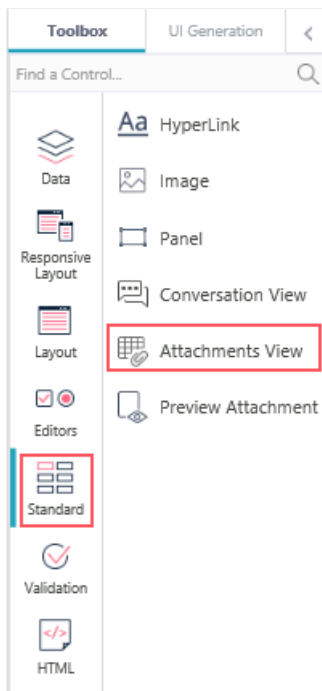 Toolbox
UI Generation
Find a Control...
Data
Responsive
Layout
Layout
Editors
Standard
Validation
</>
HTML
Aa HyperLink
Image
Panel
Conversation View
Attachments View
Preview Attachment